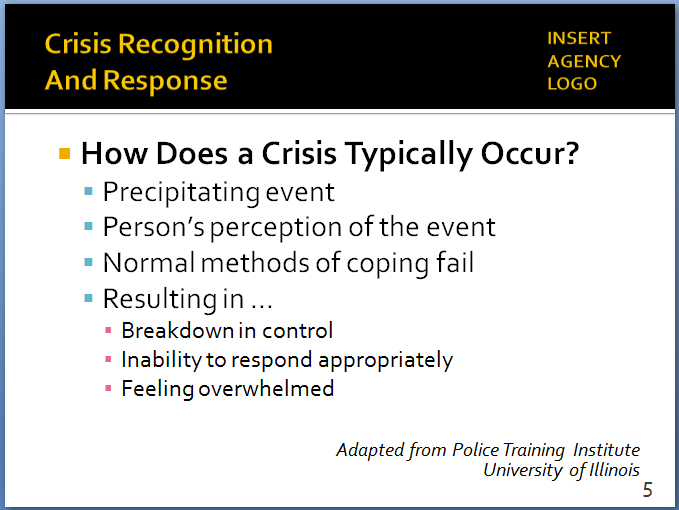 Crisis Recognition
And Response
INSERT
AGENCY
LOGO
How Does a Crisis Typically Occur?
Precipitating event
Person’s perception of the event
Normal methods of coping fail
Resulting in …
Breakdown in control
Inability to respond appropriately
Feeling overwhelmed
Adapted from Police Training Institute
University of Illinois
5